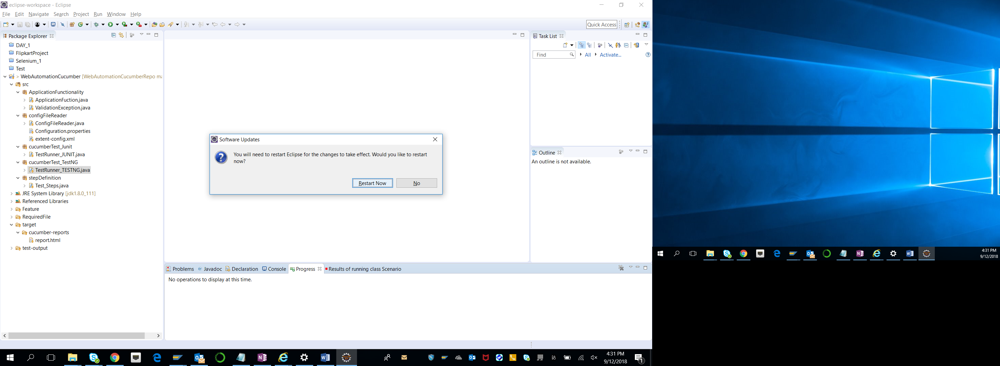 eclipse-workspace - Eclipse
File Edit Navigate Search Project Run Window Help
Quick Access
Package Explorer
DAY_1
FlipkartProject
Selenium_1
Test
> WebAutomationCucumber [WebAutomationCucumberRepo ma
src
ApplicationFunctionality
ApplicationFuction.java
ValidationException.java
configFileReader
ConfigFileReader.java
Configuration.properties
extent-config.xml
cucumberTest_Junit
TestRunner_JUNIT.java
cucumberTest_TestNG
TestRunner_TESTNG.java
stepDefinition
Test_Steps.java
JRE System Library [jdk1.8.0_111]
Referenced Libraries
Feature
RequiredFile
target
cucumber-reports
report.html
test-output
Software Updates
You will need to restart Eclipse for the changes to take effect. Would you like to restart
now?
Restart Now No
Task List
Find All Activate...
Outline
An outline is not available.
Problems @ Javadoc Declaration Console Progress Results of running class Scenario
No operations to display at this time.
4:31 PM
9/12/2018
1
4:31 PM
9/12/2018